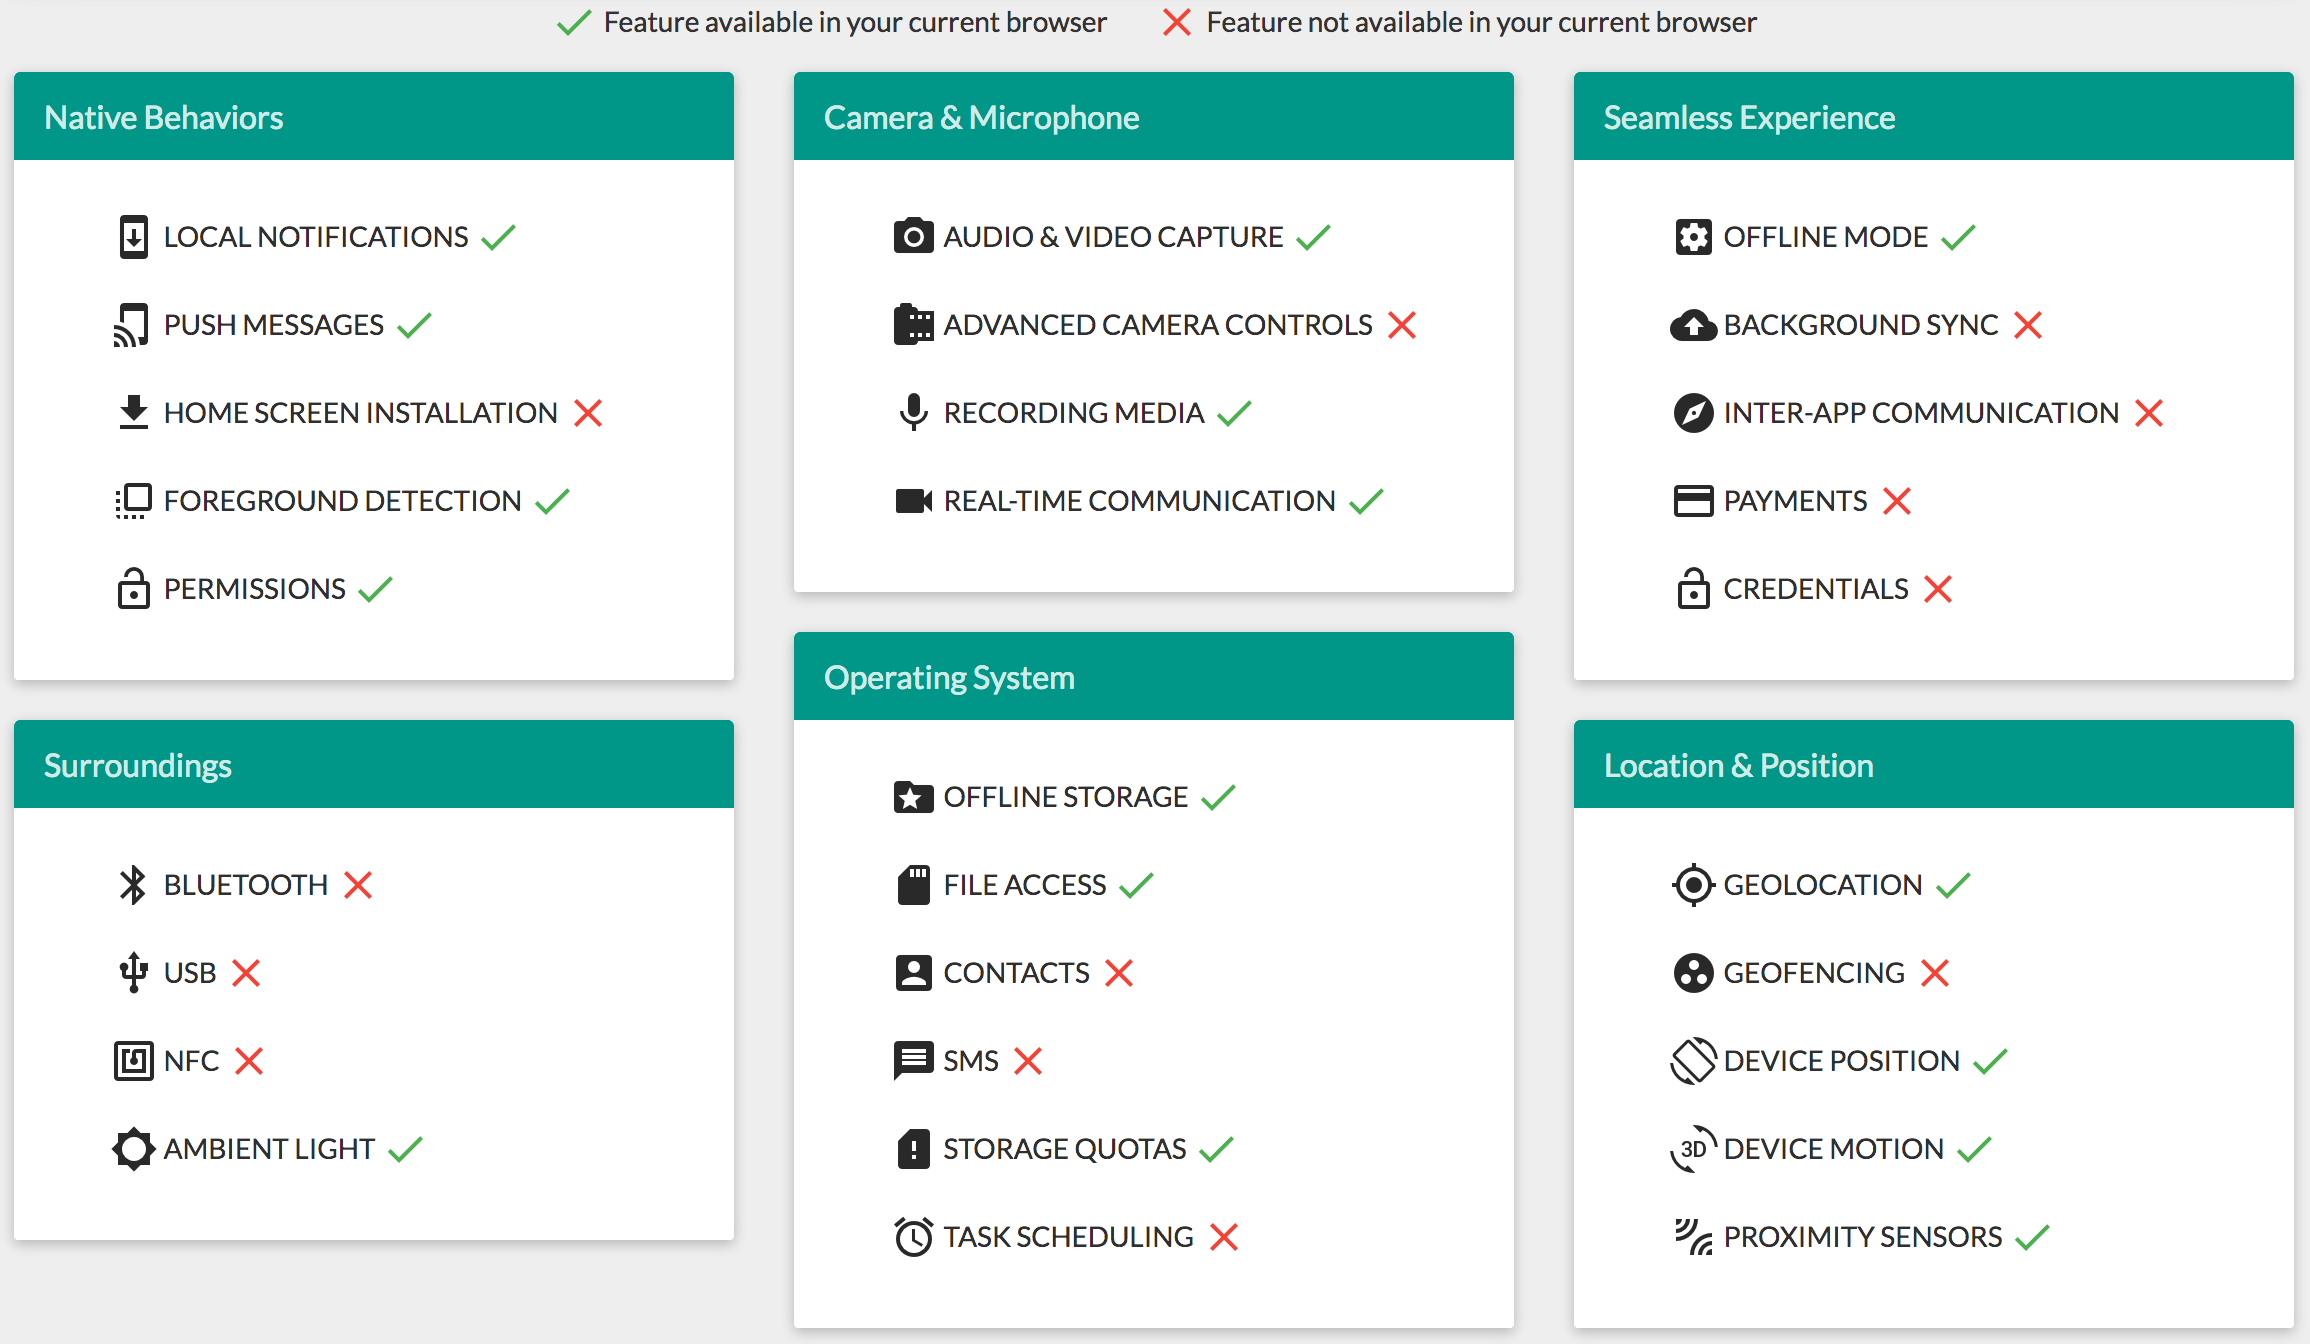 Feature available in your current browser
Feature not available in your current browser
Native Behaviors
LOCAL NOTIFICATIONS
PUSH MESSAGES
HOME SCREEN INSTALLATION
FOREGROUND DETECTION
PERMISSIONS
Surroundings
BLUETOOTH
USB
NFC
AMBIENT LIGHT
Camera & Microphone
AUDIO & VIDEO CAPTURE
ADVANCED CAMERA CONTROLS
RECORDING MEDIA
REAL-TIME COMMUNICATION
Operating System
OFFLINE STORAGE
FILE ACCESS
CONTACTS
SMS
STORAGE QUOTAS
TASK SCHEDULING
Seamless Experience
OFFLINE MODE
BACKGROUND SYNC
INTER-APP COMMUNICATION
PAYMENTS
CREDENTIALS
Location & Position
GEOLOCATION
GEOFENCING
DEVICE POSITION
3D DEVICE MOTION
PROXIMITY SENSORS